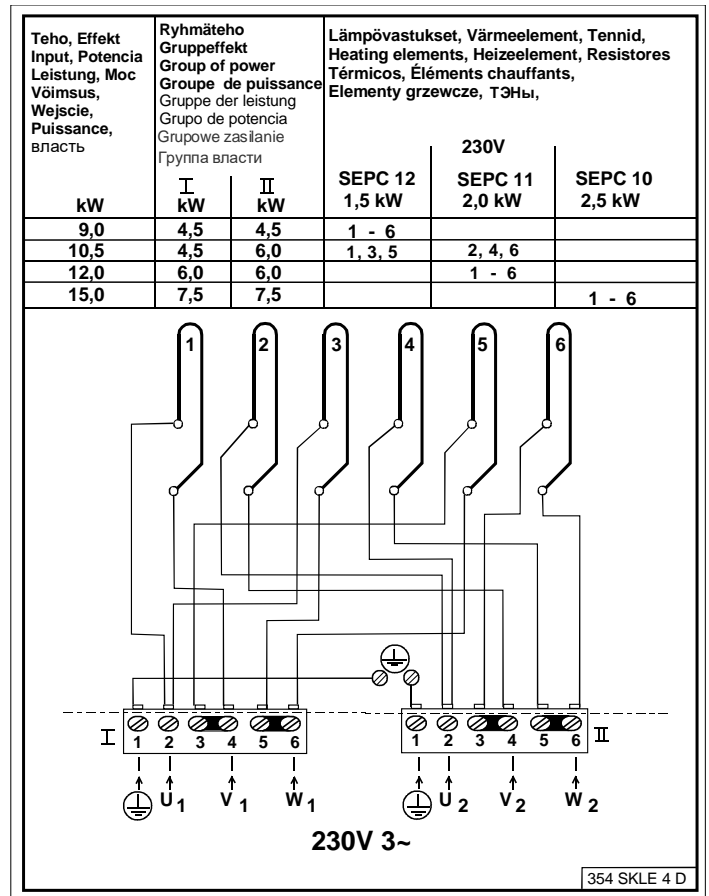 Teho, Effekt
Input, Potencia
Leistung, Moc
Vöimsus,
Wejscie,
Puissance,
власть
kW
Ryhmäteho
Gruppeffekt
Group of power
Groupe de puissance
Gruppe der leistung
Grupo de potencia
Grupowe zasilanie
Группа власти
I II
kW kW
Lämpövastukset, Värmeelement, Tennid,
Heating elements, Heizeelement, Resistores
Térmicos, Éléments chauffants,
Elementy grzewcze, ТЭНы,
230V
SEPC 12 SEPC 11 SEPC 10
1,5 kW 2,0 kW 2,5 kW
9,0 4,5 4,5 1 - 6
10,5 4,5 6,0 1, 3, 5 2, 4, 6
12,0 6,0 6,0 1 - 6
15,0 7,5 7,5 1 - 6
1 2 3 4 5 6
I 1 2 3 4 5 6 1 2 3 4 5 6 II
U1 V1 W1 U2 V2 W2
230V 3~
354 SKLE 4 D